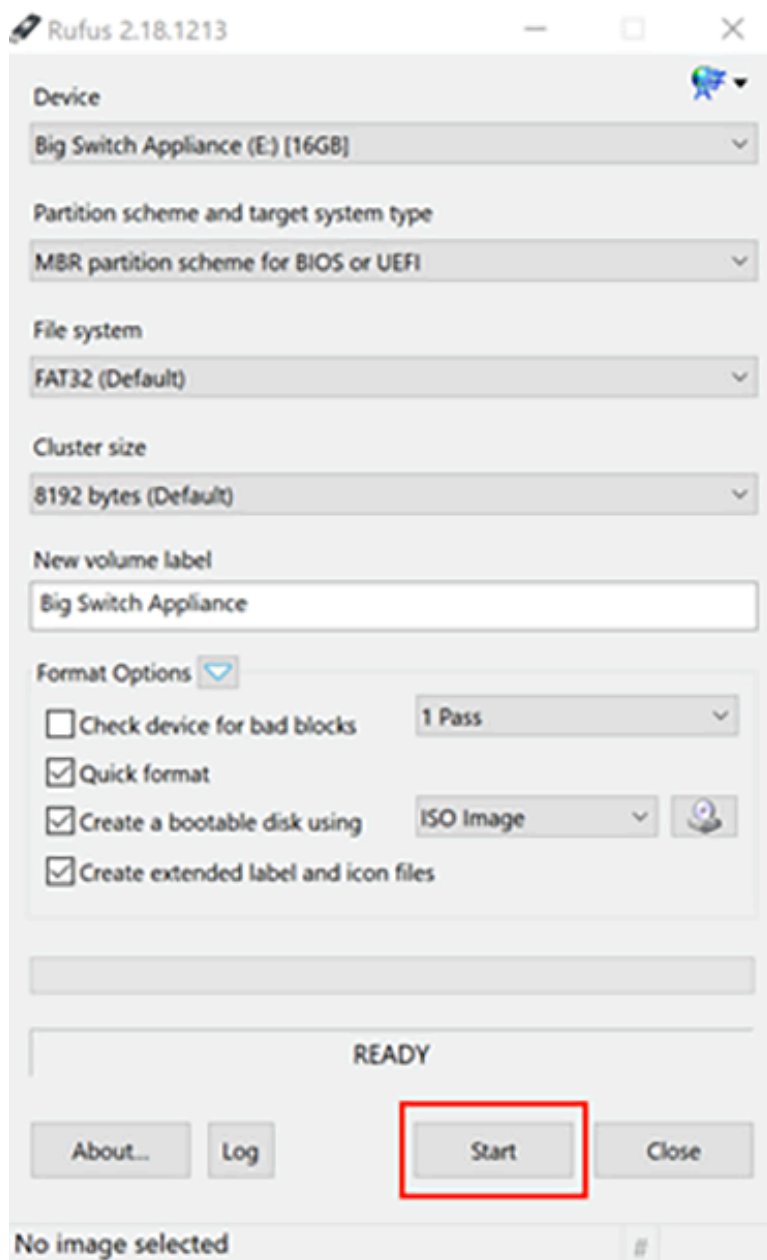 Rufus 2.18.1213
Device
Big Switch Appliance (E:) [16GB]
Partition scheme and target system type
MBR partition scheme for BIOS or UEFI
File system
FAT32 (Default)
Cluster size
8192 bytes (Default)
New volume label
Big Switch Appliance
Format Options
Check device for bad blocks 1 Pass
Quick format
Create a bootable disk using ISO Image
Create extended label and icon files
READY
About... Log Start Close
No image selected #